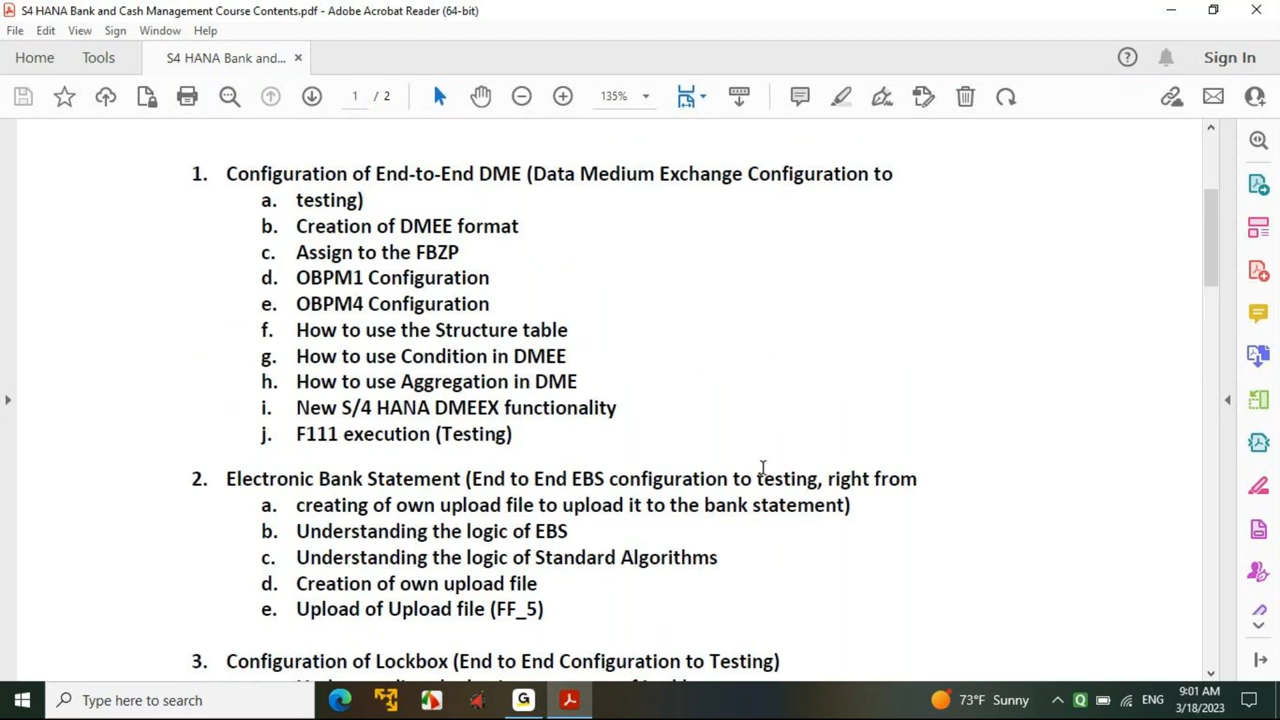 S4 HANA Bank and Cash Management Course Contents.pdf - Adobe Acrobat Reader (64-bit)
File Edit View Sign Window Help
Home Tools S4 HANA Bank and... Sign In
1 / 2 135%
1. Configuration of End-to-End DME (Data Medium Exchange Configuration to
a. testing)
b. Creation of DMEE format
c. Assign to the FBZP
d. OBPM1 Configuration
e. OBPM4 Configuration
f. How to use the Structure table
g. How to use Condition in DMEE
h. How to use Aggregation in DME
i. New S/4 HANA DMEEX functionality
j. F111 execution (Testing)
2. Electronic Bank Statement (End to End EBS configuration to testing, right from
a. creating of own upload file to upload it to the bank statement)
b. Understanding the logic of EBS
c. Understanding the logic of Standard Algorithms
d. Creation of own upload file
e. Upload of Upload file (FF_5)
3. Configuration of Lockbox (End to End Configuration to Testing)
Type here to search
73°F Sunny
ENG
9:01 AM
3/18/2023